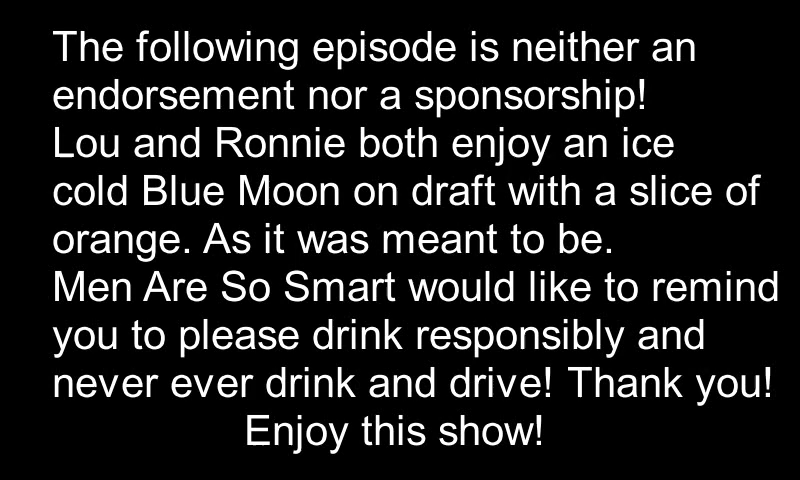 The following episode is neither an
endorsement nor a sponsorship!
Lou and Ronnie both enjoy an ice
cold Blue Moon on draft with a slice of
orange. As it was meant to be.
Men Are So Smart would like to remind
you to please drink responsibly and
never ever drink and drive! Thank you!
Enjoy this show!